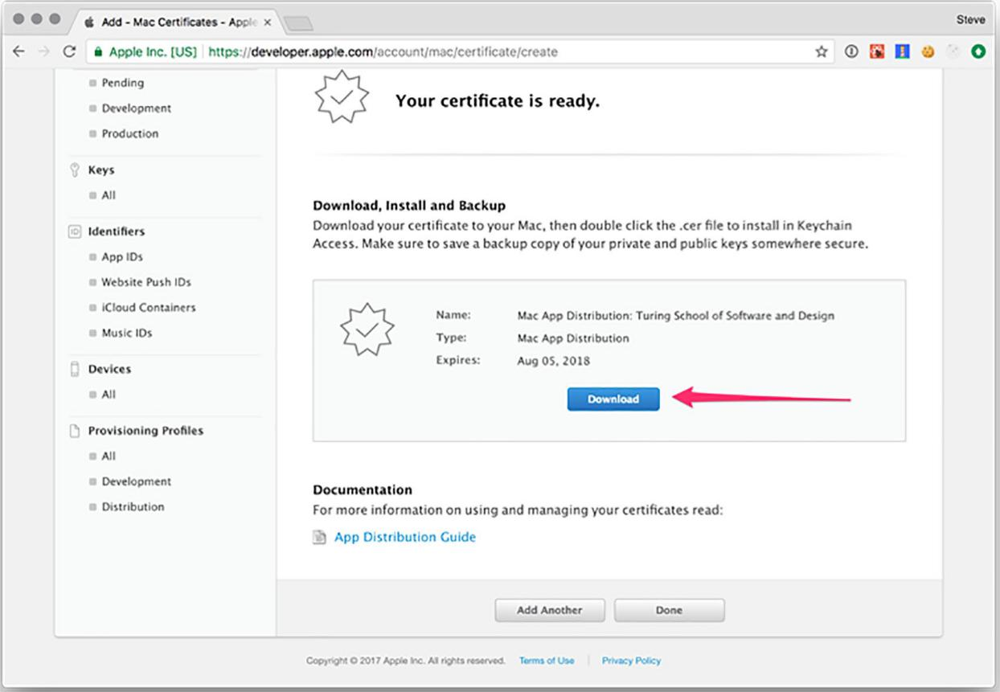 Add - Mac Certificates - Apple
Steve
Apple Inc. [US] https://developer.apple.com/account/mac/certificate/create
Pending
Development
Production
Keys
All
Identifiers
App IDs
Website Push IDs
iCloud Containers
Music IDs
Devices
All
Provisioning Profiles
All
Development
Distribution
Your certificate is ready.
Download, Install and Backup
Download your certificate to your Mac, then double click the .cer file to install in Keychain
Access. Make sure to save a backup copy of your private and public keys somewhere secure.
Name: Mac App Distribution: Turing School of Software and Design
Type: Mac App Distribution
Expires: Aug 05, 2018
Download
Documentation
For more information on using and managing your certificates read:
App Distribution Guide
Add Another Done
Copyright © 2017 Apple Inc. All rights reserved. Terms of Use Privacy Policy